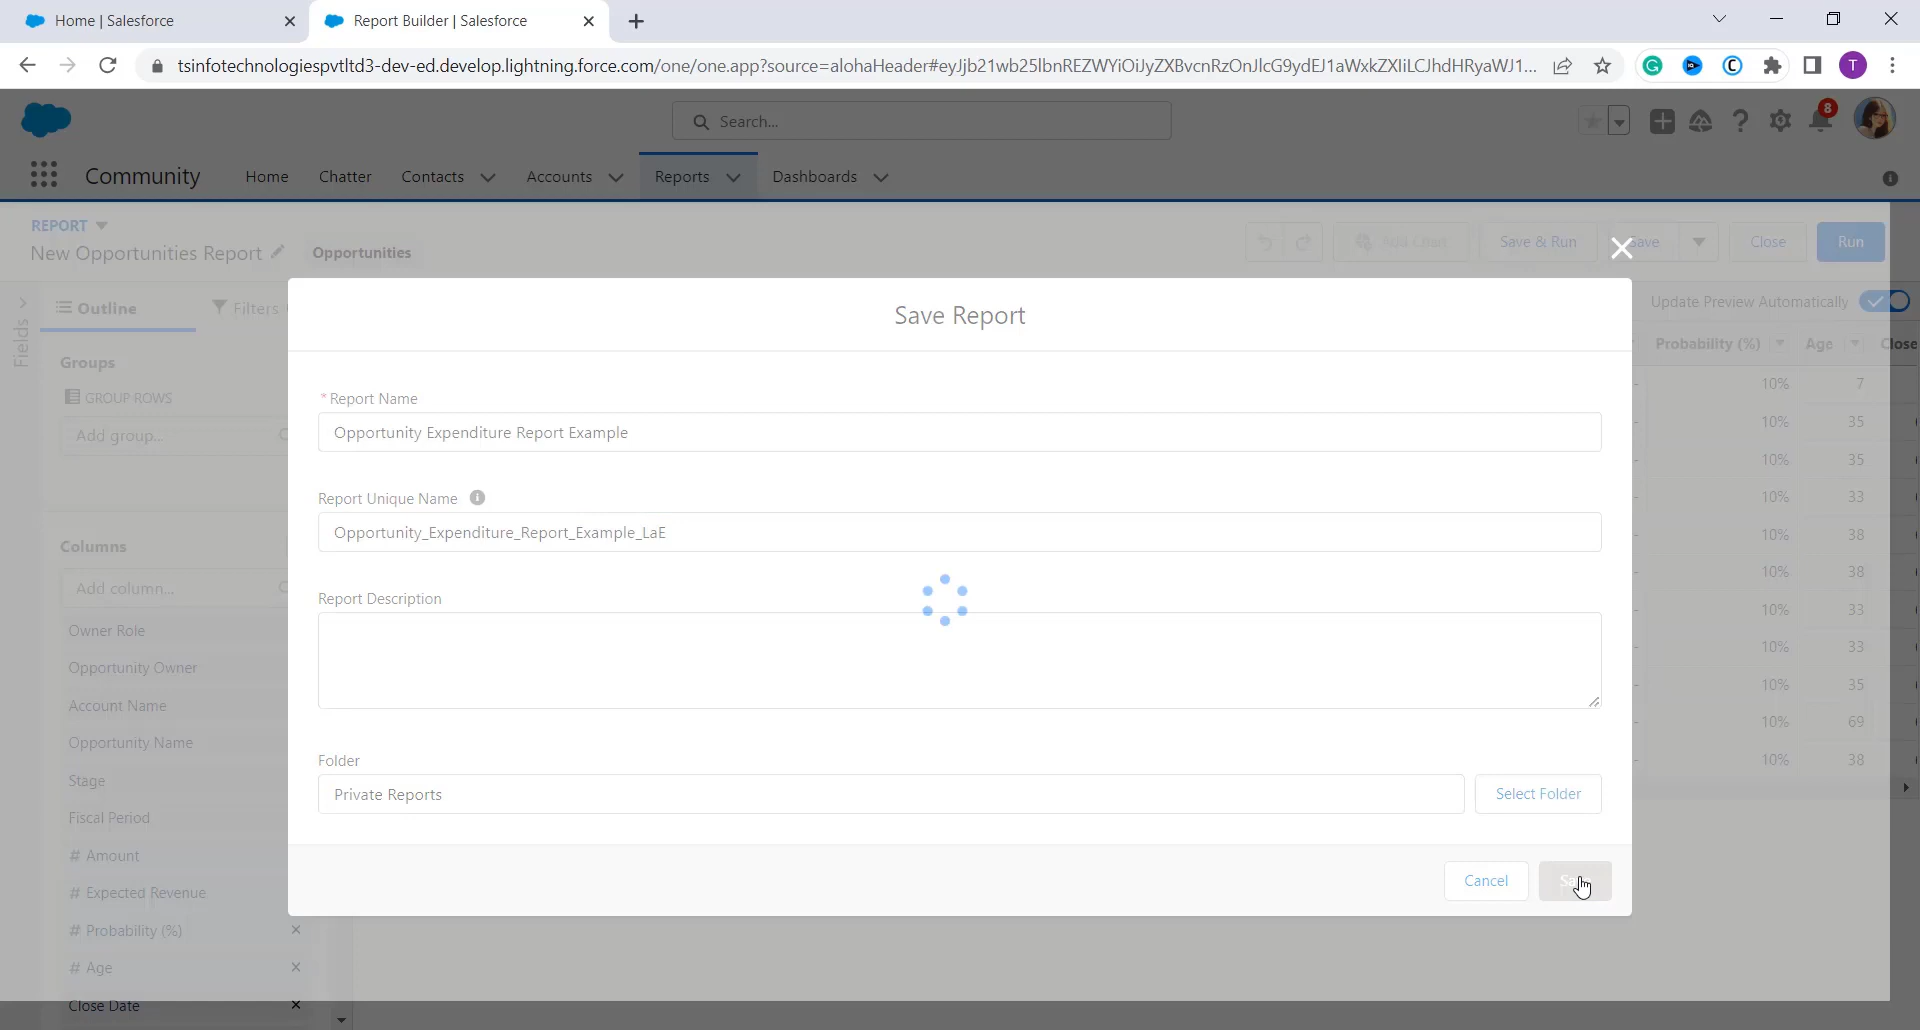 Home | Salesforce
Report Builder | Salesforce
tsinfotechnologiespvtltd3-dev-ed.develop.lightning.force.com/one/one.app?source=alohaHeader#eyJjb21wb25lbnREZWYiOiJyZXBvcnRzOnJlcG9ydEJ1aWxkZXIiLCJhdHRyaWJ1...
T
Search...
8
Community
Home
Chatter
Contacts
Accounts
Reports
Dashboards
REPORT
New Opportunities Report
Opportunities
Add Chart
Save & Run
Save
Close
Run
Fields
Outline
Filters
Update Preview Automatically
Groups
GROUP ROWS
Add group...
Columns
Add column...
Owner Role
Opportunity Owner
Account Name
Opportunity Name
Stage
Fiscal Period
# Amount
# Expected Revenue
# Probability (%)
# Age
Close Date
Save Report
* Report Name
Opportunity Expenditure Report Example
Report Unique Name
Opportunity_Expenditure_Report_Example_LaE
Report Description
Folder
Private Reports
Select Folder
Cancel
Probability (%) Age Close
- 10% 7
- 10% 35
- 10% 35
- 10% 33
- 10% 38
- 10% 38
- 10% 33
- 10% 33
- 10% 35
- 10% 69
- 10% 38